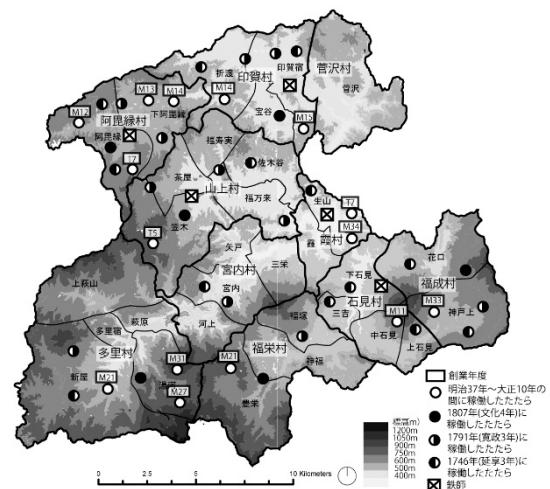 印賀村
折渡
印賀宿
菅沢村
菅沢
宝谷
M13
M14
M14
M12
M15
下阿毘縁
阿毘縁村
阿毘縁
T7
福寿実
茶屋
佐木谷
山上村
福万来
笠木
T5
生山
T7
霞村
霞
M34
矢戸
宮内村
三栄
宮内
河上
下石見
石見村
三吉
M11
中石見
上石見
花口
福成村
M33
神戸上
上萩山
多里宿
萩原
多里村
新屋
M21
M31
湯河
M27
福塚
M21
福栄村
神福
豊栄
創業年度
明治37年～大正10年の
間に稼働したたたら
1807年(文化4年)に
稼働したたたら
1791年(寛政3年)に
稼働したたたら
1746年(延享3年)に
稼働したたたら
鉄師
標高(m)
1200m
1100m
1000m
900m
800m
700m
600m
500m
400m
0 2.5 5 10 Kilometers